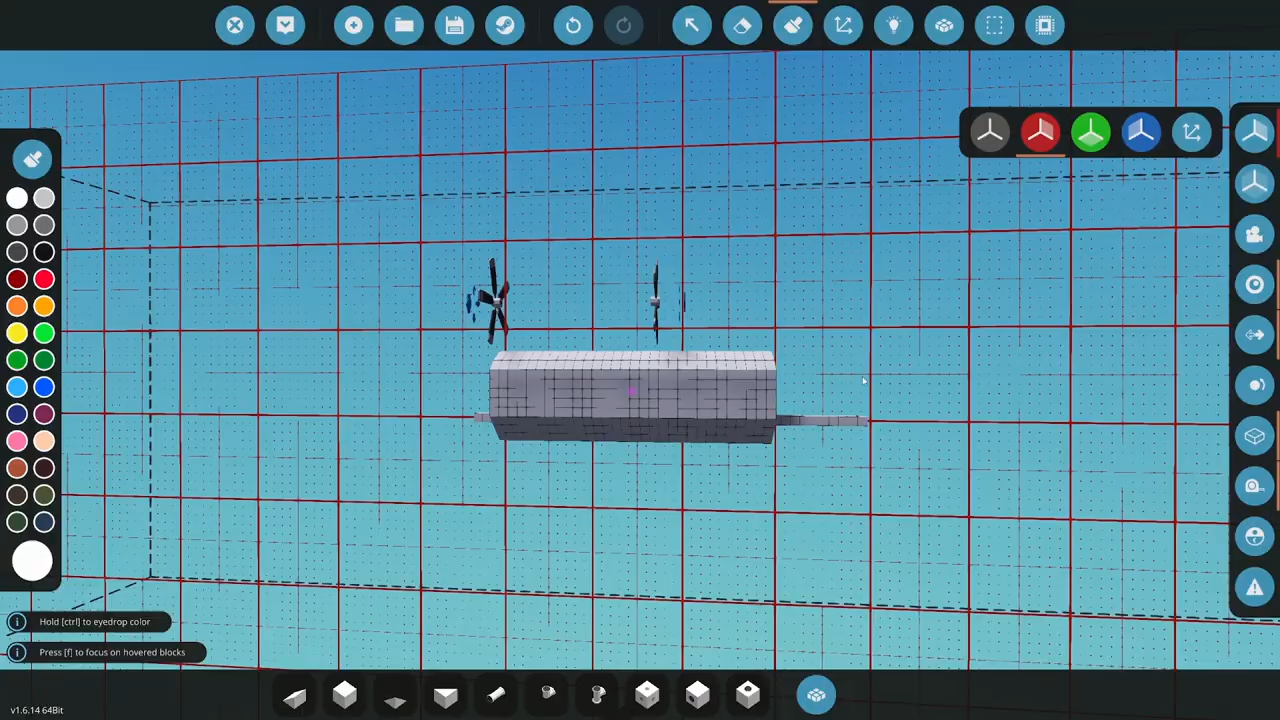 Hold [ctrl] to eyedrop color
Press [f] to focus on hovered blocks
v1.6.14 64Bit